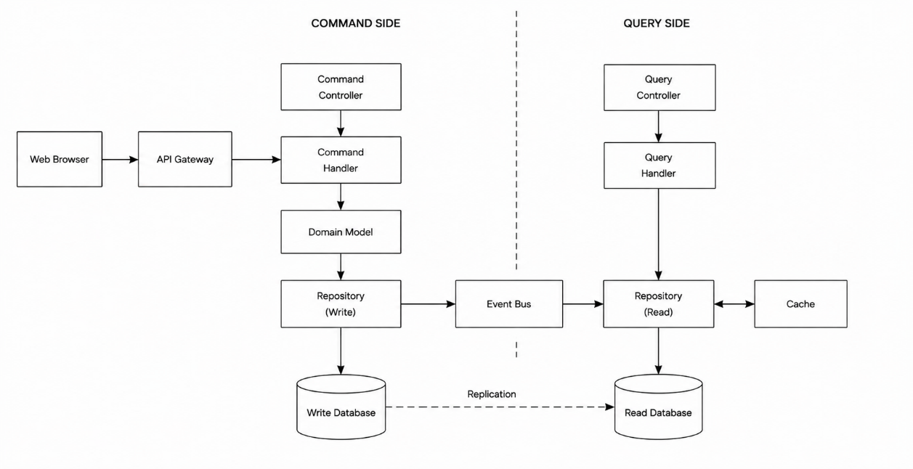 COMMAND SIDE
QUERY SIDE
Command
Controller
Query
Controller
Web Browser
API Gateway
Command
Handler
Query
Handler
Domain Model
Repository
(Write)
Event Bus
Repository
(Read)
Cache
Replication
Write Database
Read Database